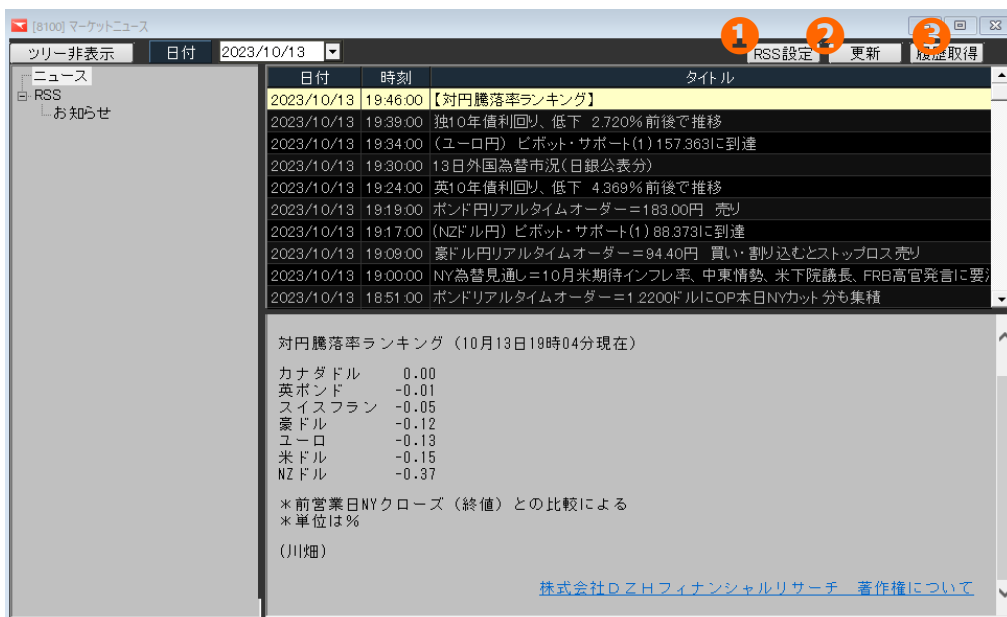 [8100] マーケットニュース
1 2 3
ツリー非表示 日付 2023/10/13 RSS設定 更新 履歴取得
ニュース
RSS
お知らせ
日付 時刻 タイトル
2023/10/13 19:46:00 【対円騰落率ランキング】
2023/10/13 19:39:00 独10年債利回り、低下 2.720%前後で推移
2023/10/13 19:34:00 (ユーロ円) ピボット・サポート(1)157.363に到達
2023/10/13 19:30:00 13日外国為替市況(日銀公表分)
2023/10/13 19:24:00 英10年債利回り、低下 4.369%前後で推移
2023/10/13 19:19:00 ポンド円リアルタイムオーダー=183.00円 売り
2023/10/13 19:17:00 (NZドル円) ピボット・サポート(1)88.373に到達
2023/10/13 19:09:00 豪ドル円リアルタイムオーダー=94.40円 買い・割り込むとストップロス売り
2023/10/13 19:00:00 NY為替見通し=10月米期待インフレ率、中東情勢、米下院議長、FRB高官発言に要
2023/10/13 18:51:00 ポンドリアルタイムオーダー=1.2200ドルにOP本日NYカット分も集積
対円騰落率ランキング (10月13日19時04分現在)
カナダドル 0.00
英ポンド -0.01
スイスフラン -0.05
豪ドル -0.12
ユーロ -0.13
米ドル -0.15
NZドル -0.37
*前営業日NYクローズ (終値) との比較による
*単位は%
(川畑)
株式会社DZHフィナンシャルリサーチ 著作権について